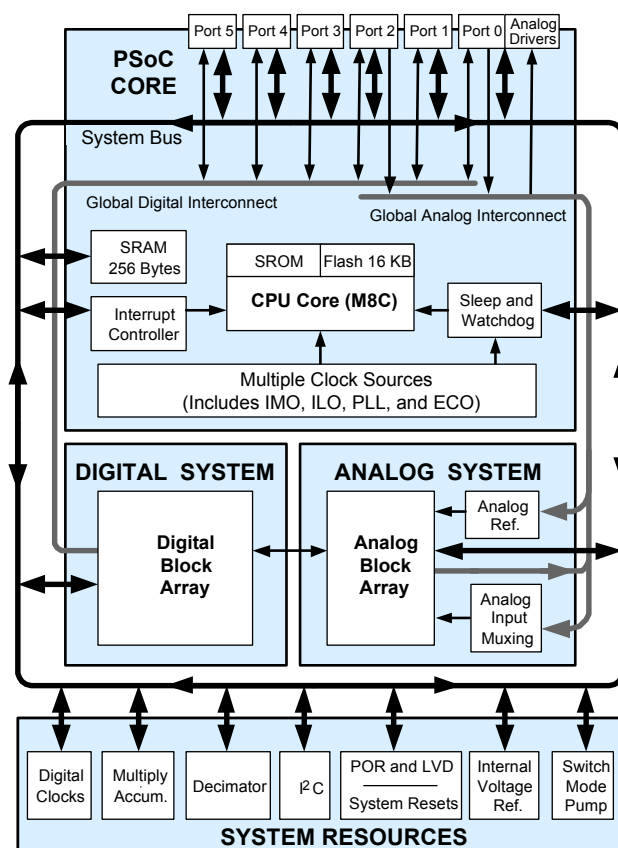 Port 5
Port 4
Port 3
Port 2
Port 1
Port 0
Analog
Drivers
PSoC
CORE
System Bus
Global Digital Interconnect
Global Analog Interconnect
SRAM
256 Bytes
Interrupt
Controller
SROM
Flash 16 KB
CPU Core (M8C)
Sleep and
Watchdog
Multiple Clock Sources
(Includes IMO, ILO, PLL, and ECO)
DIGITAL SYSTEM
Digital
Block
Array
ANALOG SYSTEM
Analog
Block
Array
Analog
Ref.
Analog
Input
Muxing
Digital
Clocks
Multiply
Accum.
Decimator
I²C
POR and LVD
System Resets
Internal
Voltage
Ref.
Switch
Mode
Pump
SYSTEM RESOURCES